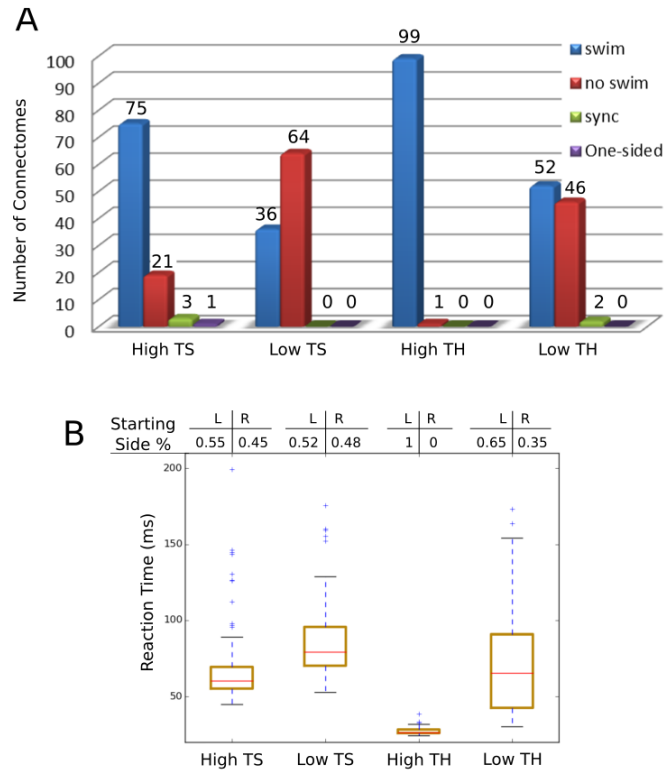 A
Number of Connectomes
100
90
80
70
60
50
40
30
20
10
0
75 21 3 1
36 64 0 0
99 1 0 0
52 46 2 0
High TS Low TS High TH Low TH
swim
no swim
sync
One-sided
B
Starting
Side %
L R L R L R L R
0.55 0.45 0.52 0.48 1 0 0.65 0.35
Reaction Time (ms)
200
150
100
50
High TS Low TS High TH Low TH